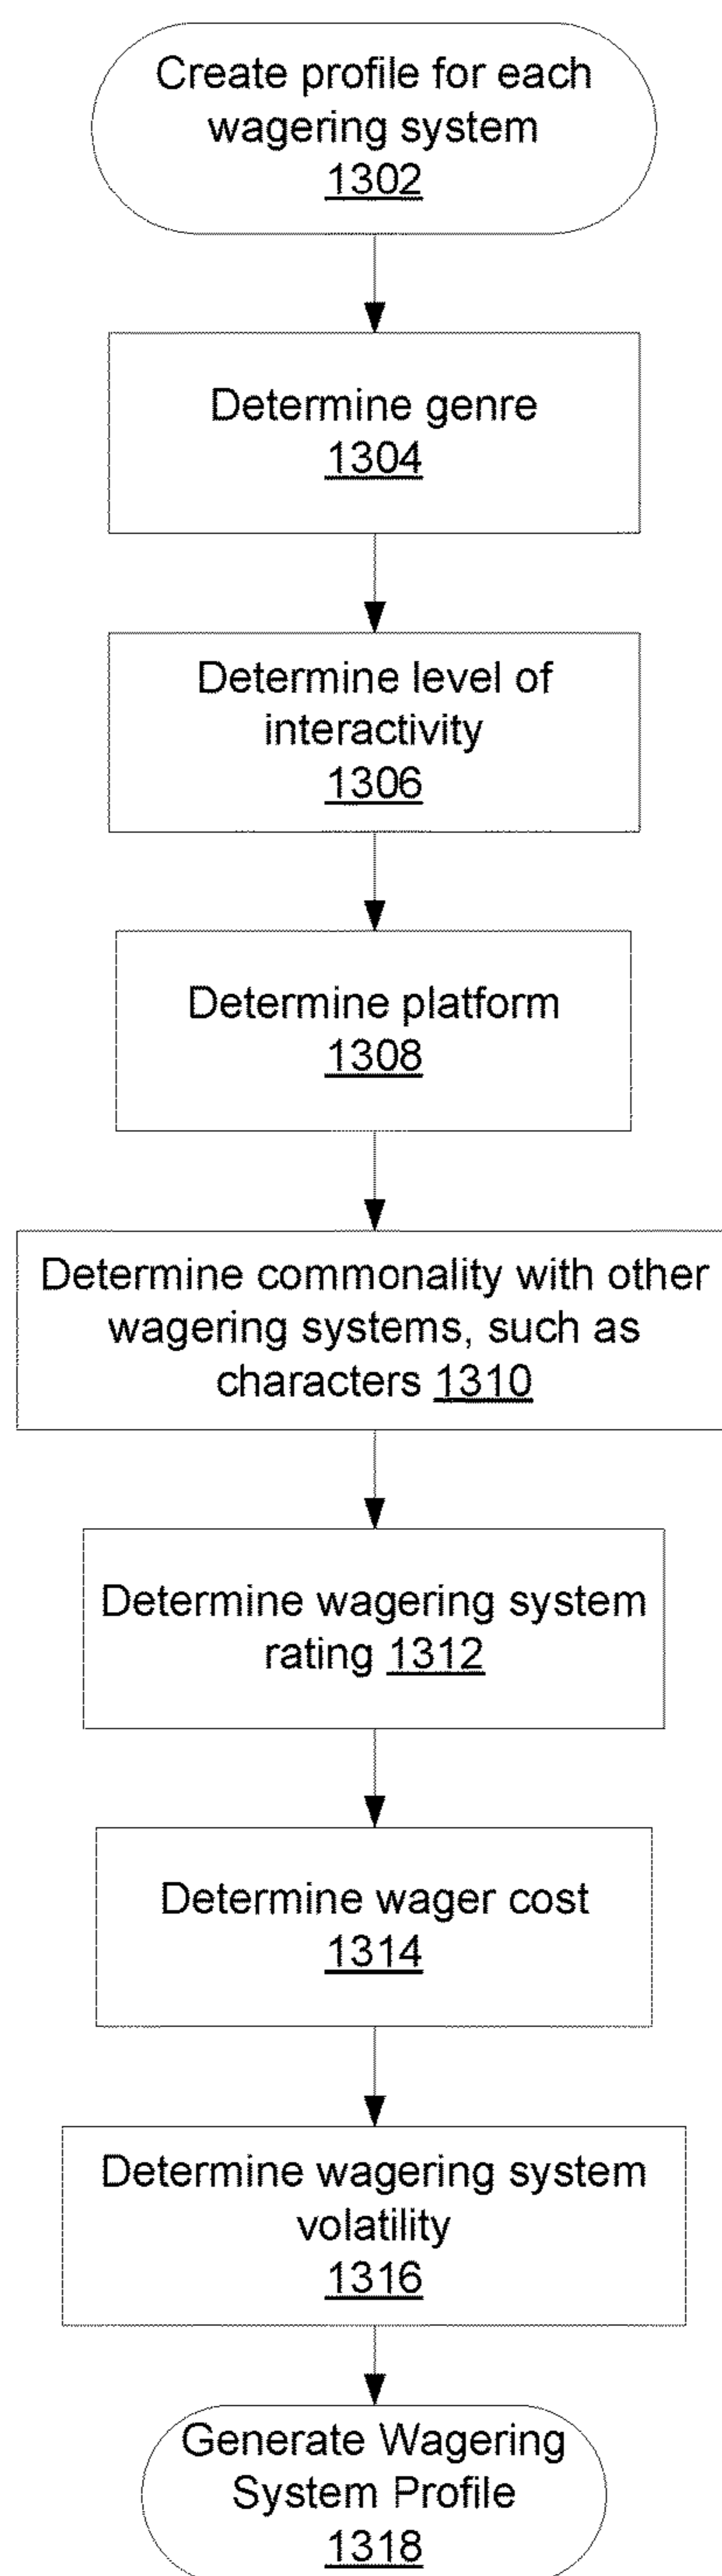 Create profile for each
wagering system
1302
Determine genre
1304
Determine level of
interactivity
1306
Determine platform
1308
Determine commonality with other
wagering systems, such as
characters 1310
Determine wagering system
rating 1312
Determine wager cost
1314
Determine wagering system
volatility
1316
Generate Wagering
System Profile
1318